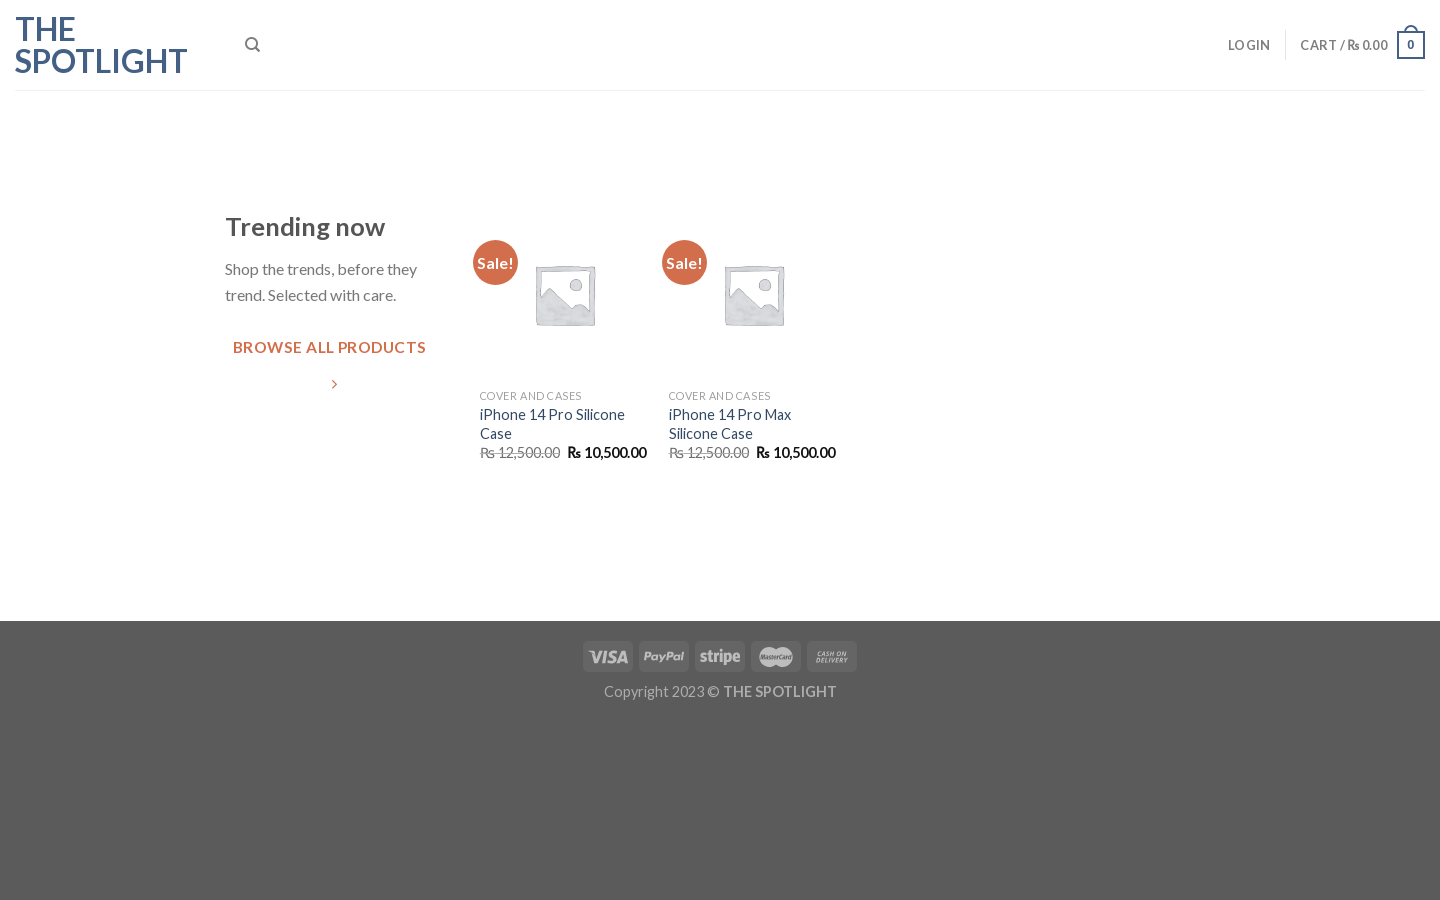 THE
SPOTLIGHT
LOGIN
CART / ₨ 0.00
0
Trending now
Shop the trends, before they
trend. Selected with care.
BROWSE ALL PRODUCTS
Sale!
COVER AND CASES
iPhone 14 Pro Silicone
Case
₨ 12,500.00 ₨ 10,500.00
Sale!
COVER AND CASES
iPhone 14 Pro Max
Silicone Case
₨ 12,500.00 ₨ 10,500.00
VISA
PayPal
stripe
MasterCard
CASH ON
DELIVERY
Copyright 2023 © THE SPOTLIGHT